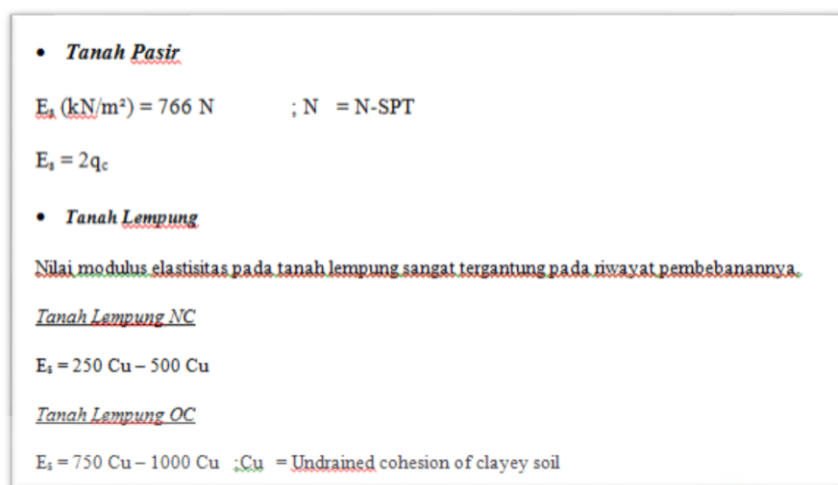 • Tanah Pasir
Es (kN/m²) = 766 N ; N = N-SPT
Es = 2qc
• Tanah Lempung
Nilai modulus elastisitas pada tanah lempung sangat tergantung pada riwayat pembebanannya.
Tanah Lempung NC
Es = 250 Cu – 500 Cu
Tanah Lempung OC
Es = 750 Cu – 1000 Cu ;Cu = Undrained cohesion of clayey soil